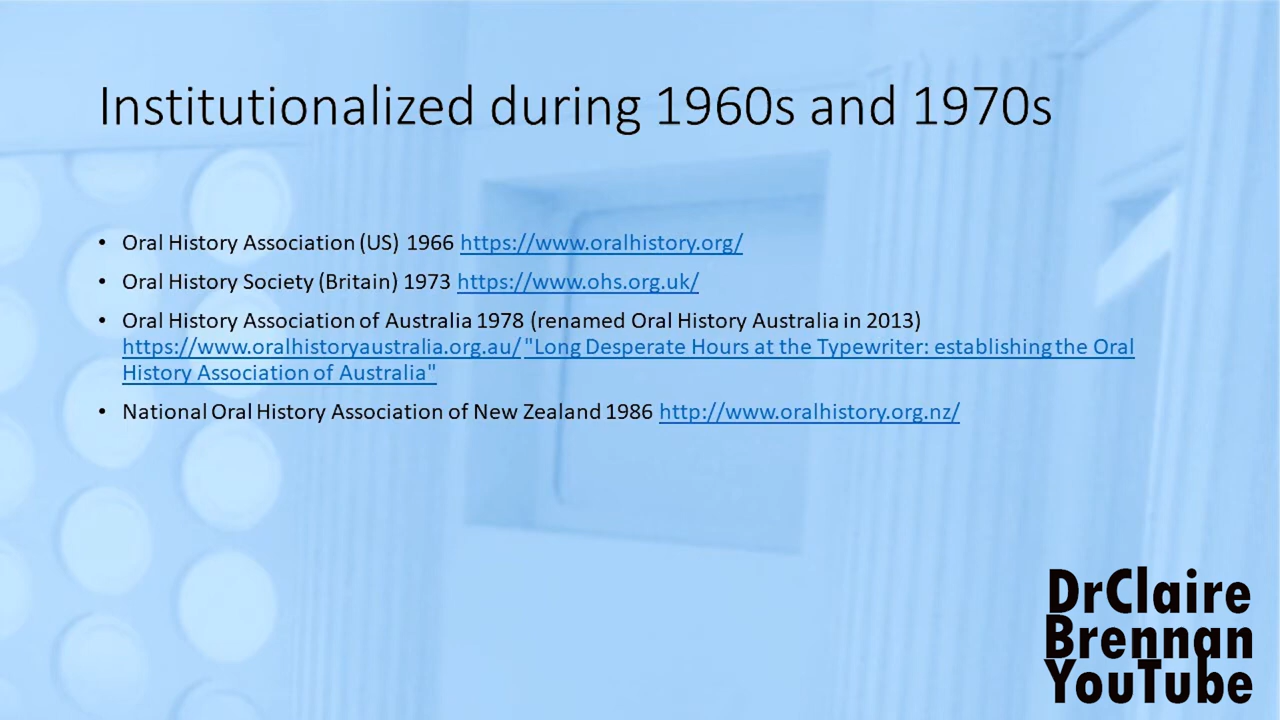 Institutionalized during 1960s and 1970s
• Oral History Association (US) 1966 https://www.oralhistory.org/
• Oral History Society (Britain) 1973 https://www.ohs.org.uk/
• Oral History Association of Australia 1978 (renamed Oral History Australia in 2013)
https://www.oralhistoryaustralia.org.au/ "Long Desperate Hours at the Typewriter: establishing the Oral
History Association of Australia"
• National Oral History Association of New Zealand 1986 http://www.oralhistory.org.nz/
DrClaire
Brennan
YouTube